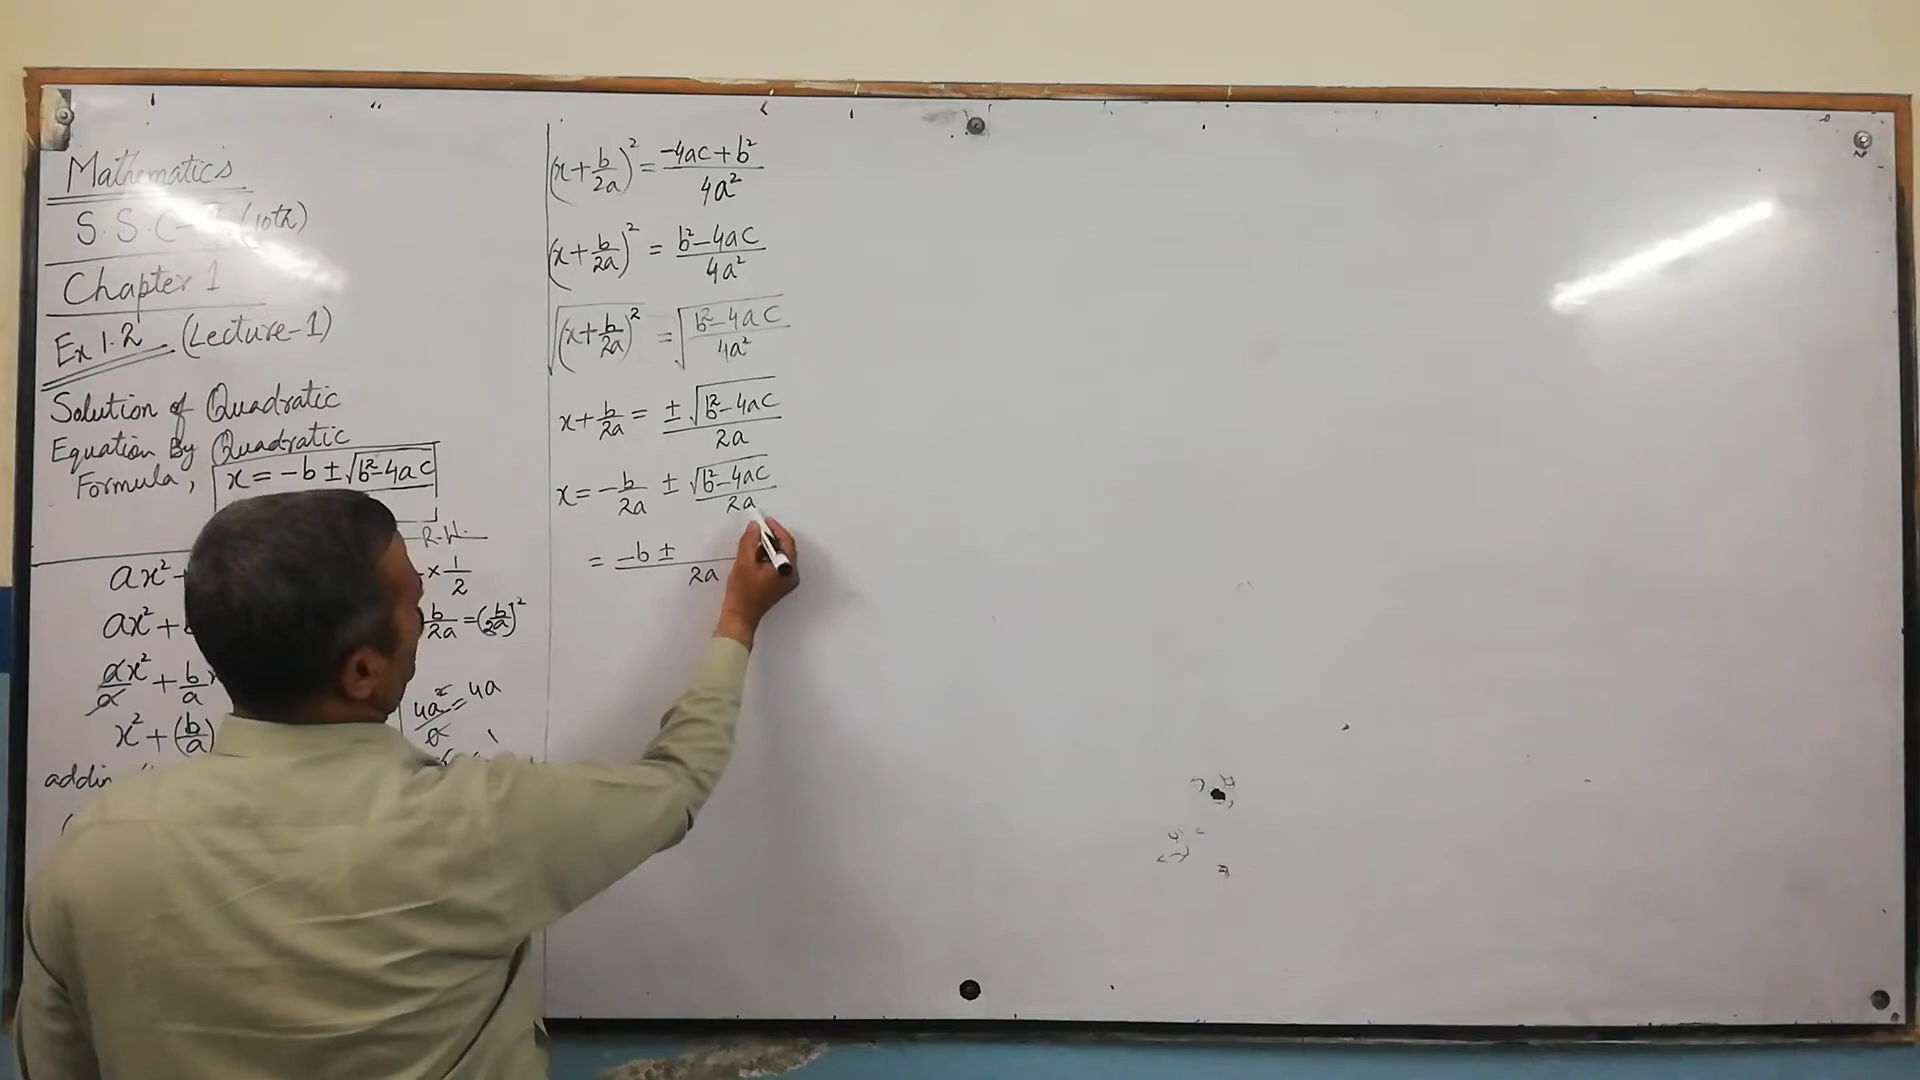 Mathematics
S.S.C-II (10th)
Chapter 1
Ex 1.2 (Lecture-1)
Solution of Quadratic
Equation By Quadratic
Formula, x = -b ± √b²-4ac
R.W.
ax² +
× 1/2
ax² +
b/2a = (b/2a)²
ax²/a + b/a
4a²/a = 4a
x² + (b/a)
(x + b/2a)² = -4ac + b² / 4a²
(x + b/2a)² = b² - 4ac / 4a²
√(x + b/2a)² = √b² - 4ac / 4a²
x + b/2a = ± √b² - 4ac / 2a
x = -b/2a ± √b² - 4ac / 2a
= -b ± / 2a